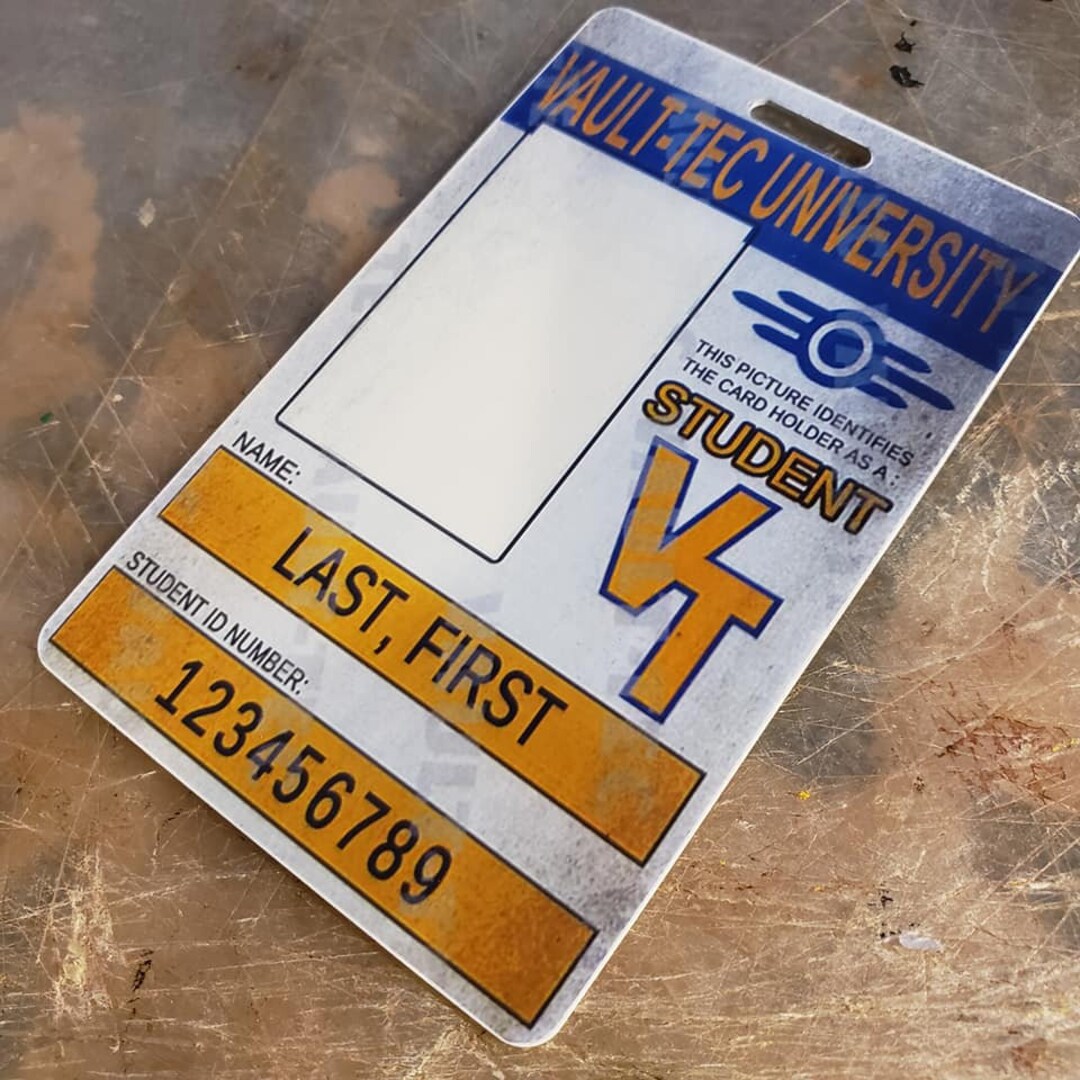 VAULT-TEC UNIVERSITY
THIS PICTURE IDENTIFIES
THE CARD HOLDER AS A :
STUDENT
VT
NAME:
LAST, FIRST
STUDENT ID NUMBER:
123456789